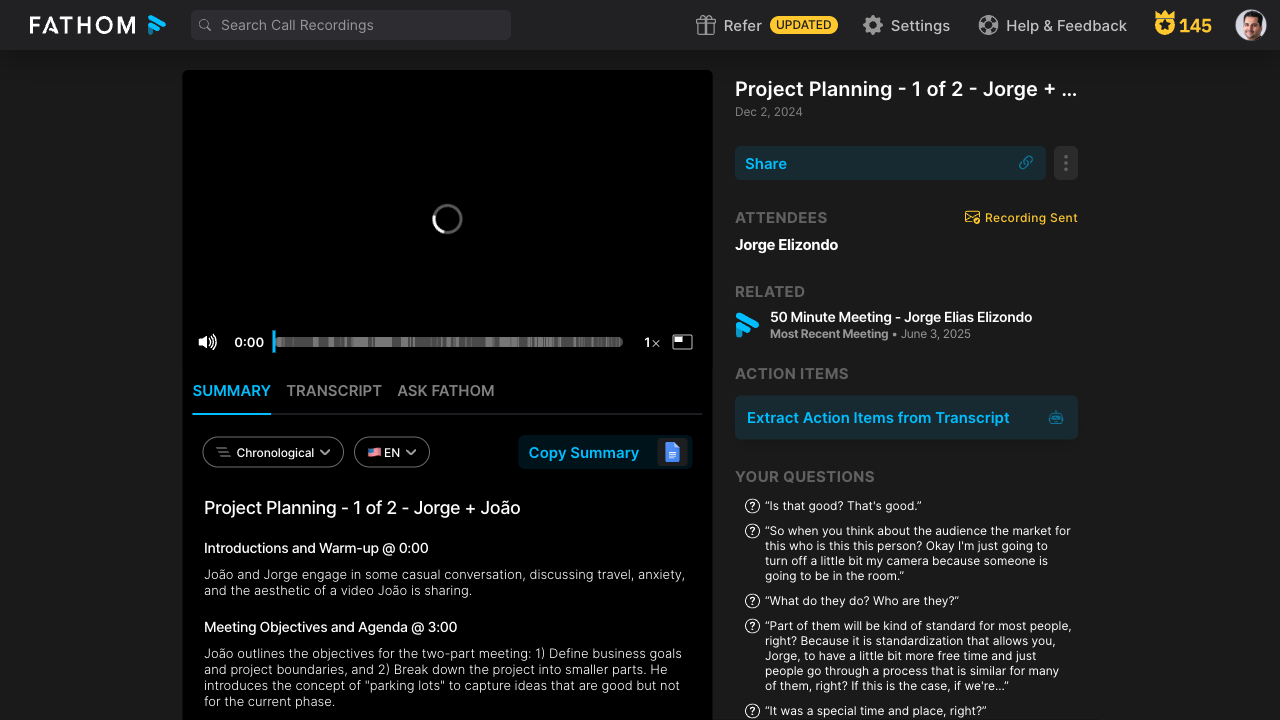 FATHOM
Search Call Recordings
Refer UPDATED
Settings
Help & Feedback
145
0:00
1×
SUMMARY
TRANSCRIPT
ASK FATHOM
Chronological
EN
Copy Summary
Project Planning - 1 of 2 - Jorge + João
Introductions and Warm-up @ 0:00
João and Jorge engage in some casual conversation, discussing travel, anxiety,
and the aesthetic of a video João is sharing.
Meeting Objectives and Agenda @ 3:00
João outlines the objectives for the two-part meeting: 1) Define business goals
and project boundaries, and 2) Break down the project into smaller parts. He
introduces the concept of "parking lots" to capture ideas that are good but not
for the current phase.
Project Planning - 1 of 2 - Jorge + ...
Dec 2, 2024
Share
ATTENDEES
Recording Sent
Jorge Elizondo
RELATED
50 Minute Meeting - Jorge Elias Elizondo
Most Recent Meeting • June 3, 2025
ACTION ITEMS
Extract Action Items from Transcript
YOUR QUESTIONS
“Is that good? That's good.”
“So when you think about the audience the market for
this who is this this person? Okay I'm just going to
turn off a little bit my camera because someone is
going to be in the room.”
“What do they do? Who are they?”
“Part of them will be kind of standard for most people,
right? Because it is standardization that allows you,
Jorge, to have a little bit more free time and just
people go through a process that is similar for many
of them, right? If this is the case, if we're...”
“It was a special time and place, right?”